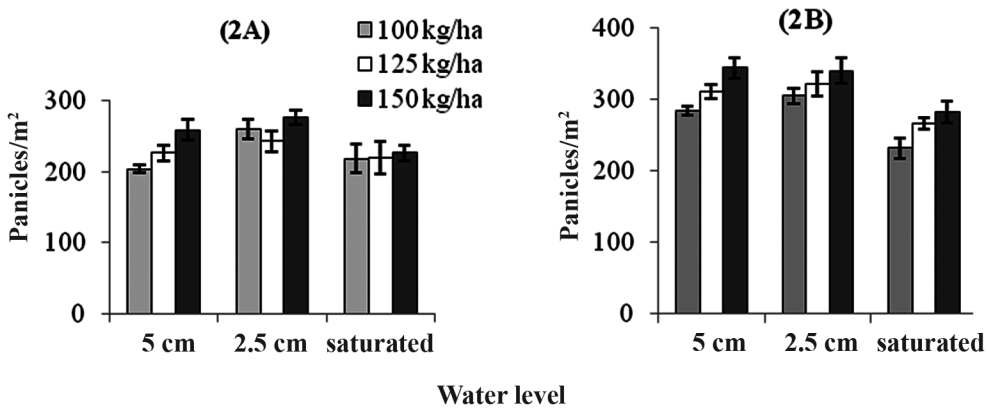 (2A)
100 kg/ha
125 kg/ha
150 kg/ha
Panicles/m²
300
200
100
0
5 cm 2.5 cm saturated
(2B)
Panicles/m²
400
300
200
100
0
5 cm 2.5 cm saturated
Water level